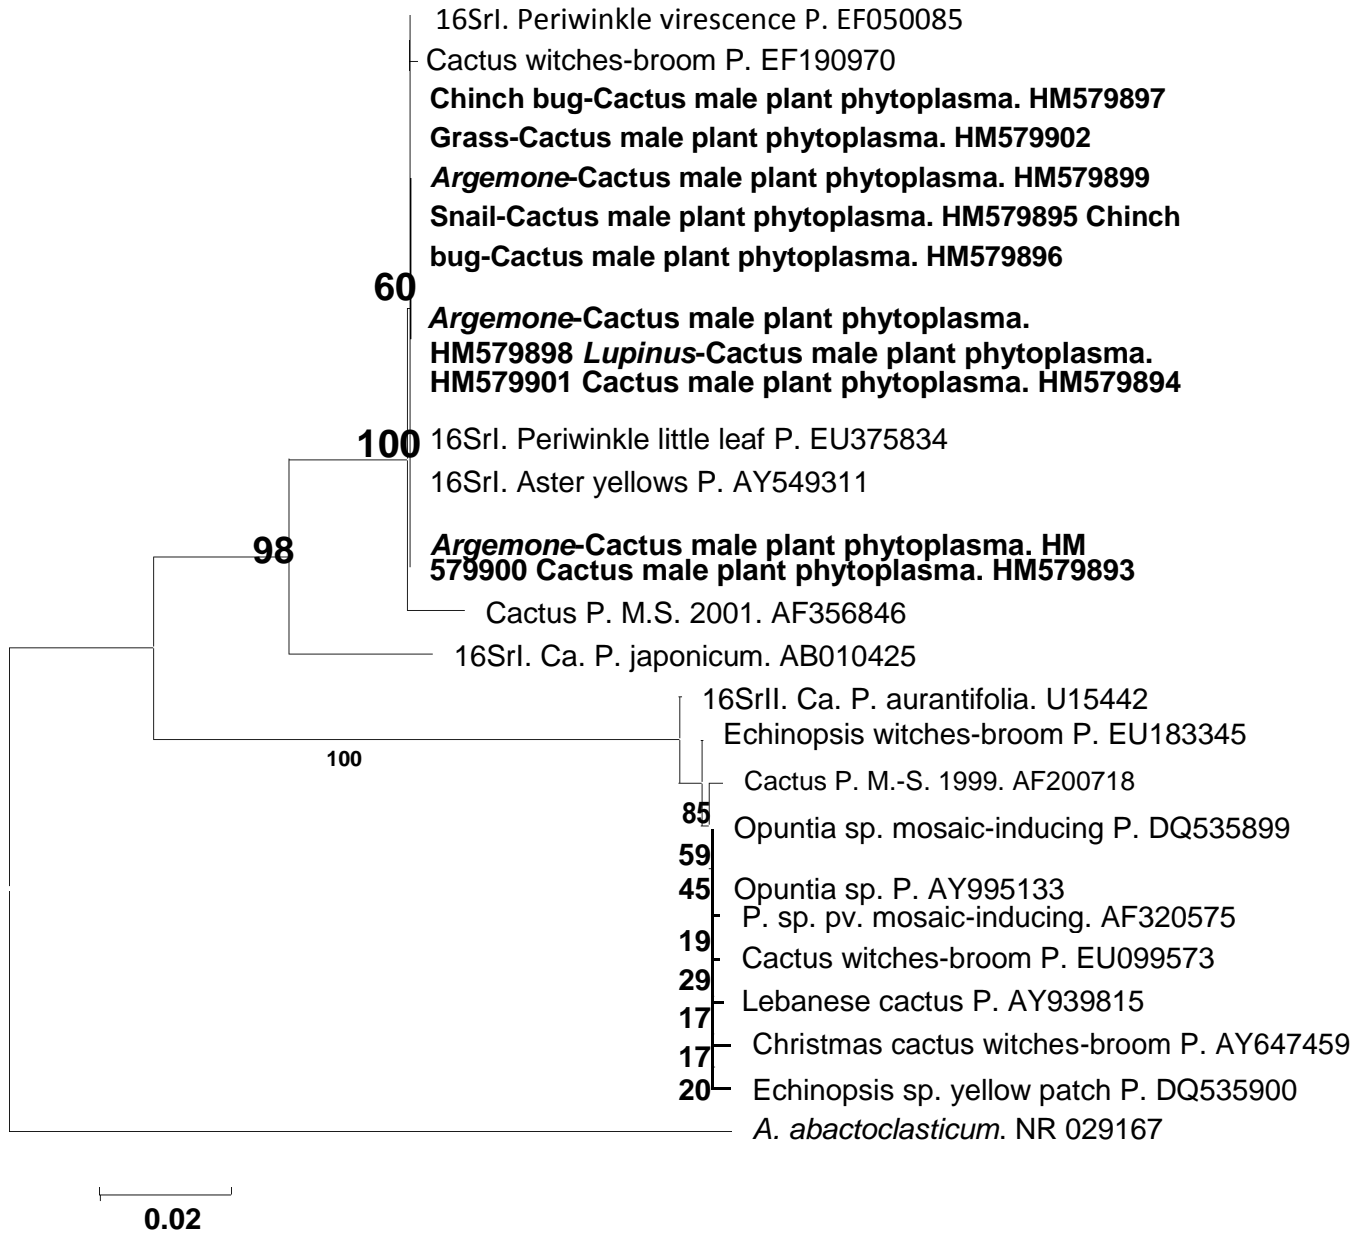 16SrI. Periwinkle virescence P. EF050085
Cactus witches-broom P. EF190970
Chinch bug-Cactus male plant phytoplasma. HM579897
Grass-Cactus male plant phytoplasma. HM579902
Argemone-Cactus male plant phytoplasma. HM579899
Snail-Cactus male plant phytoplasma. HM579895 Chinch
bug-Cactus male plant phytoplasma. HM579896
60
Argemone-Cactus male plant phytoplasma.
HM579898 Lupinus-Cactus male plant phytoplasma.
HM579901 Cactus male plant phytoplasma. HM579894
100
16SrI. Periwinkle little leaf P. EU375834
16SrI. Aster yellows P. AY549311
98
Argemone-Cactus male plant phytoplasma. HM
579900 Cactus male plant phytoplasma. HM579893
Cactus P. M.S. 2001. AF356846
16SrI. Ca. P. japonicum. AB010425
16SrII. Ca. P. aurantifolia. U15442
Echinopsis witches-broom P. EU183345
100
Cactus P. M.-S. 1999. AF200718
85
Opuntia sp. mosaic-inducing P. DQ535899
59
45
Opuntia sp. P. AY995133
P. sp. pv. mosaic-inducing. AF320575
19
Cactus witches-broom P. EU099573
29
Lebanese cactus P. AY939815
17
Christmas cactus witches-broom P. AY647459
17
20
Echinopsis sp. yellow patch P. DQ535900
A. abactoclasticum. NR 029167
0.02